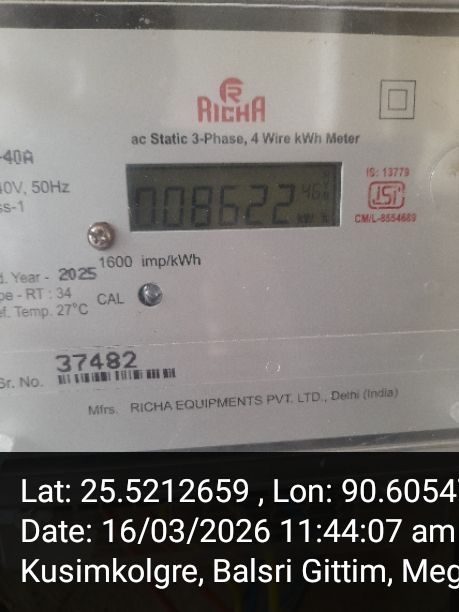 RICHA
ac Static 3-Phase, 4 Wire kWh Meter
-40A
40V, 50Hz
ss-1
008622 46
kW h
IS: 13779
ISI
CM/L-8554689
1600 imp/kWh
d. Year - 2025
pe - RT : 34
ef. Temp. 27°C
CAL
Sr. No. 37482
Mfrs. RICHA EQUIPMENTS PVT. LTD., Delhi (India)
Lat: 25.5212659 , Lon: 90.6054
Date: 16/03/2026 11:44:07 am
Kusimkolgre, Balsri Gittim, Meg